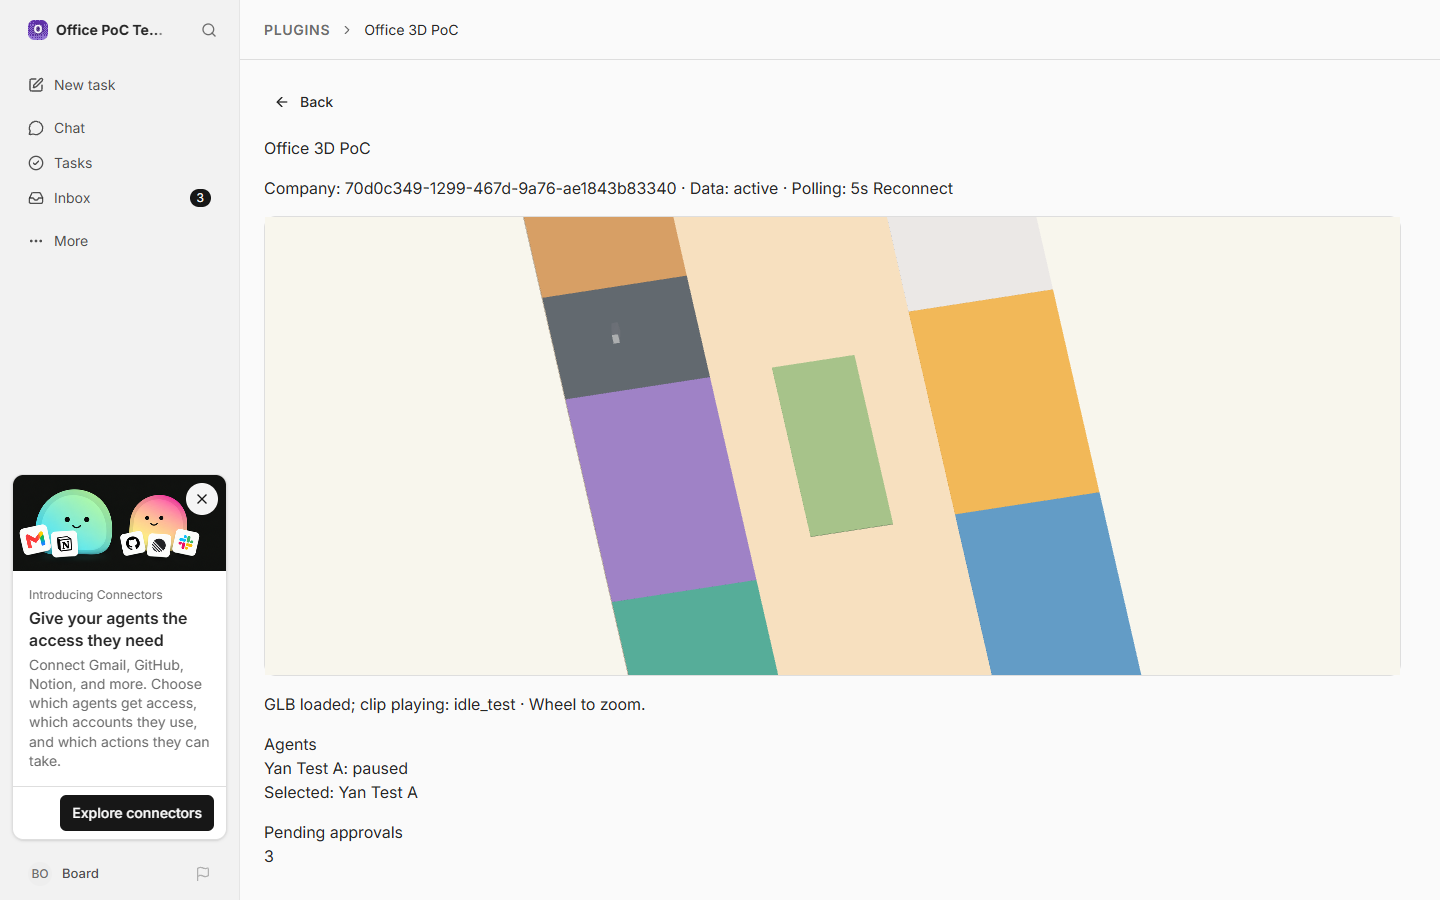 O Office PoC Te...
New task
Chat
Tasks
Inbox 3
More
Introducing Connectors
Give your agents the
access they need
Connect Gmail, GitHub,
Notion, and more. Choose
which agents get access,
which accounts they use,
and which actions they can
take.
Explore connectors
BO Board
PLUGINS > Office 3D PoC
Back
Office 3D PoC
Company: 70d0c349-1299-467d-9a76-ae1843b83340 · Data: active · Polling: 5s Reconnect
GLB loaded; clip playing: idle_test · Wheel to zoom.
Agents
Yan Test A: paused
Selected: Yan Test A
Pending approvals
3